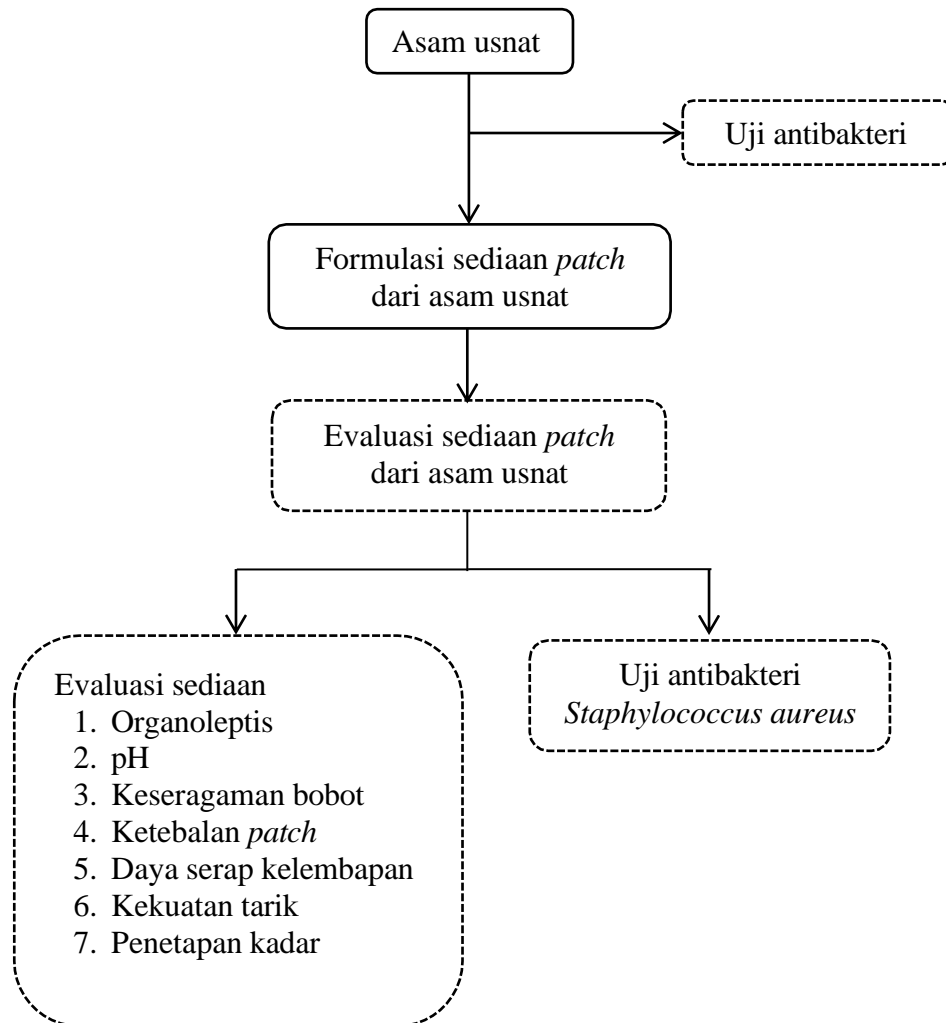 Asam usnat
Uji antibakteri
Formulasi sediaan patch
dari asam usnat
Evaluasi sediaan patch
dari asam usnat
Evaluasi sediaan
1. Organoleptis
2. pH
3. Keseragaman bobot
4. Ketebalan patch
5. Daya serap kelembapan
6. Kekuatan tarik
7. Penetapan kadar
Uji antibakteri
Staphylococcus aureus